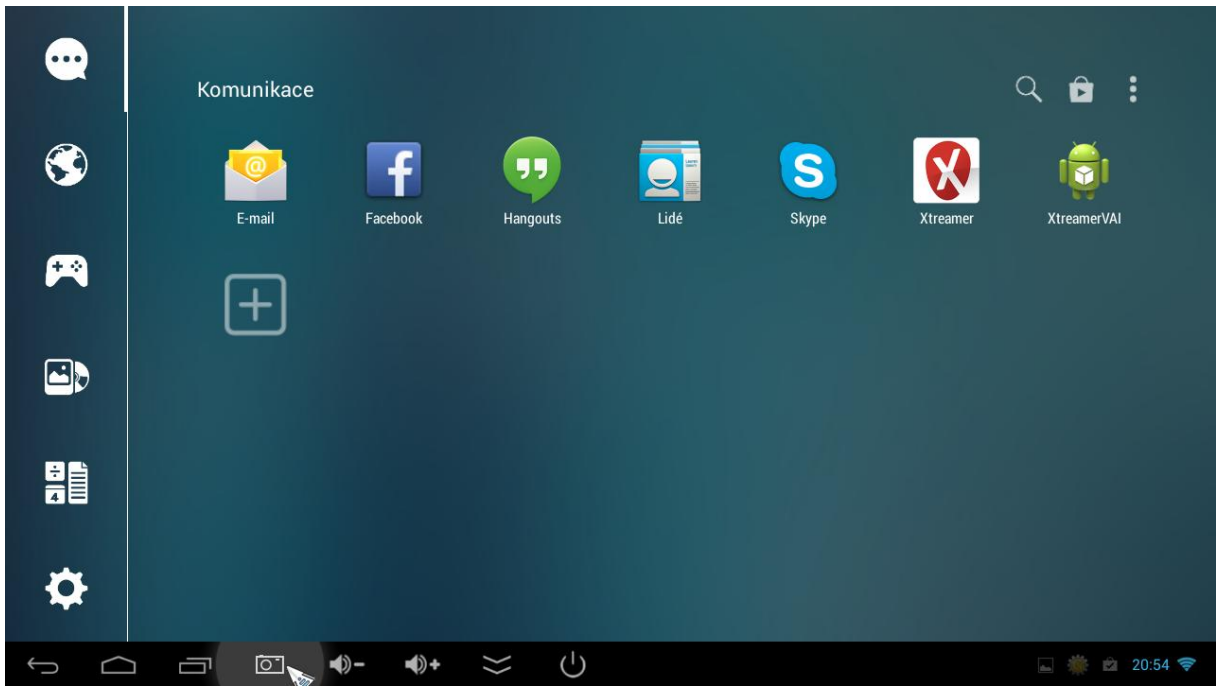 Komunikace
E-mail
Facebook
Hangouts
Lidé
Skype
Xtreamer
XtreamerVAI
20:54